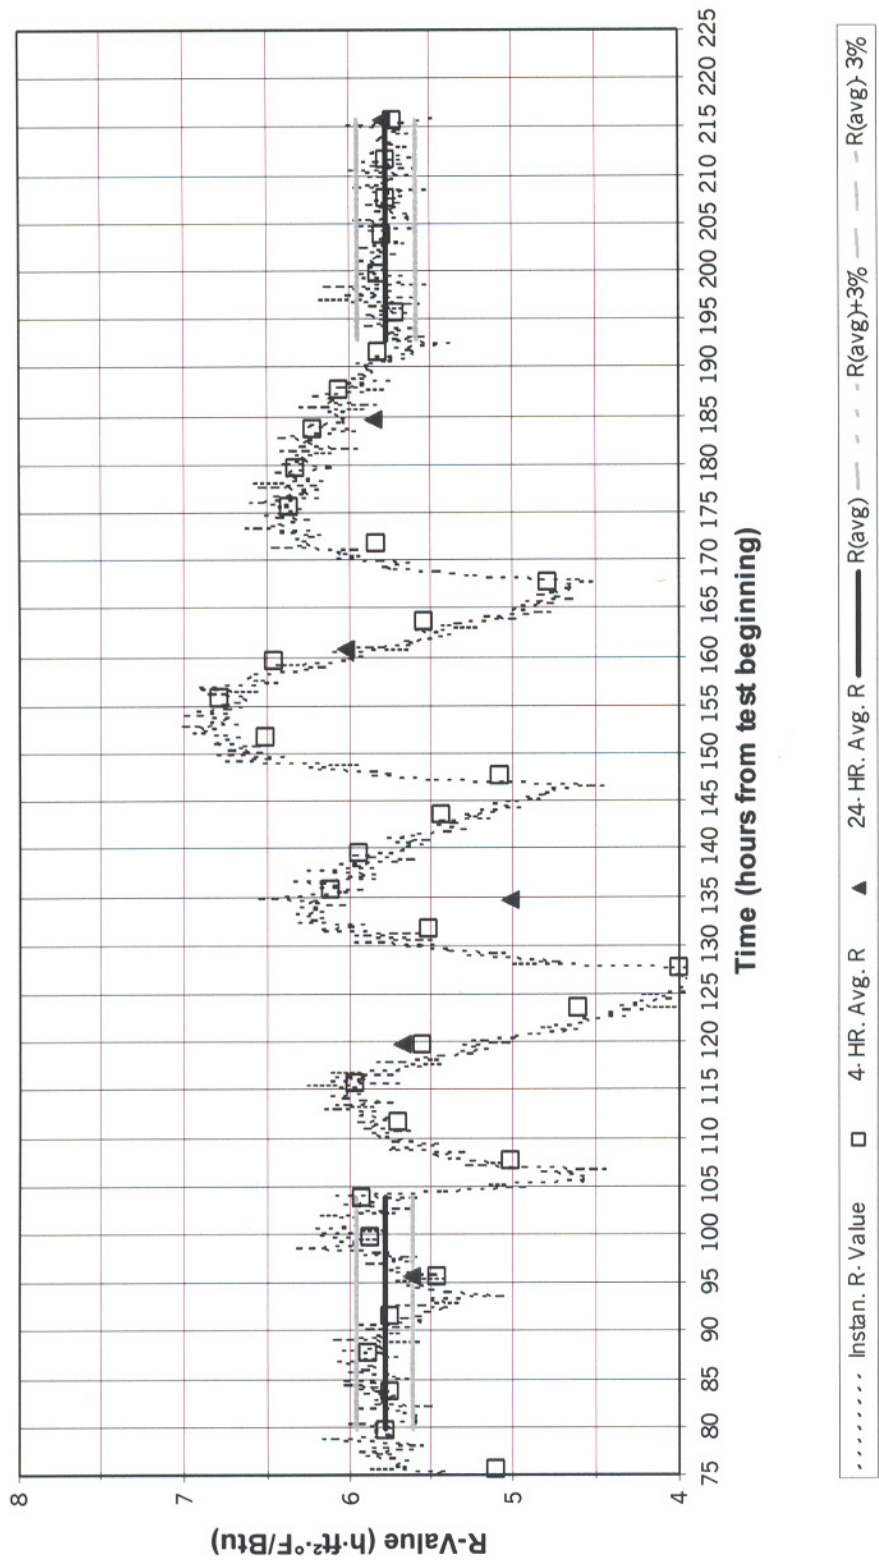 R-Value (h·ft²·°F/Btu)
8
7
6
5
4
75 80 85 90 95 100 105 110 115 120 125 130 135 140 145 150 155 160 165 170 175 180 185 190 195 200 205 210 215 220 225
Time (hours from test beginning)
Instan. R-Value 4-HR. Avg. R 24-HR. Avg. R R(avg) R(avg)+3% R(avg)-3%